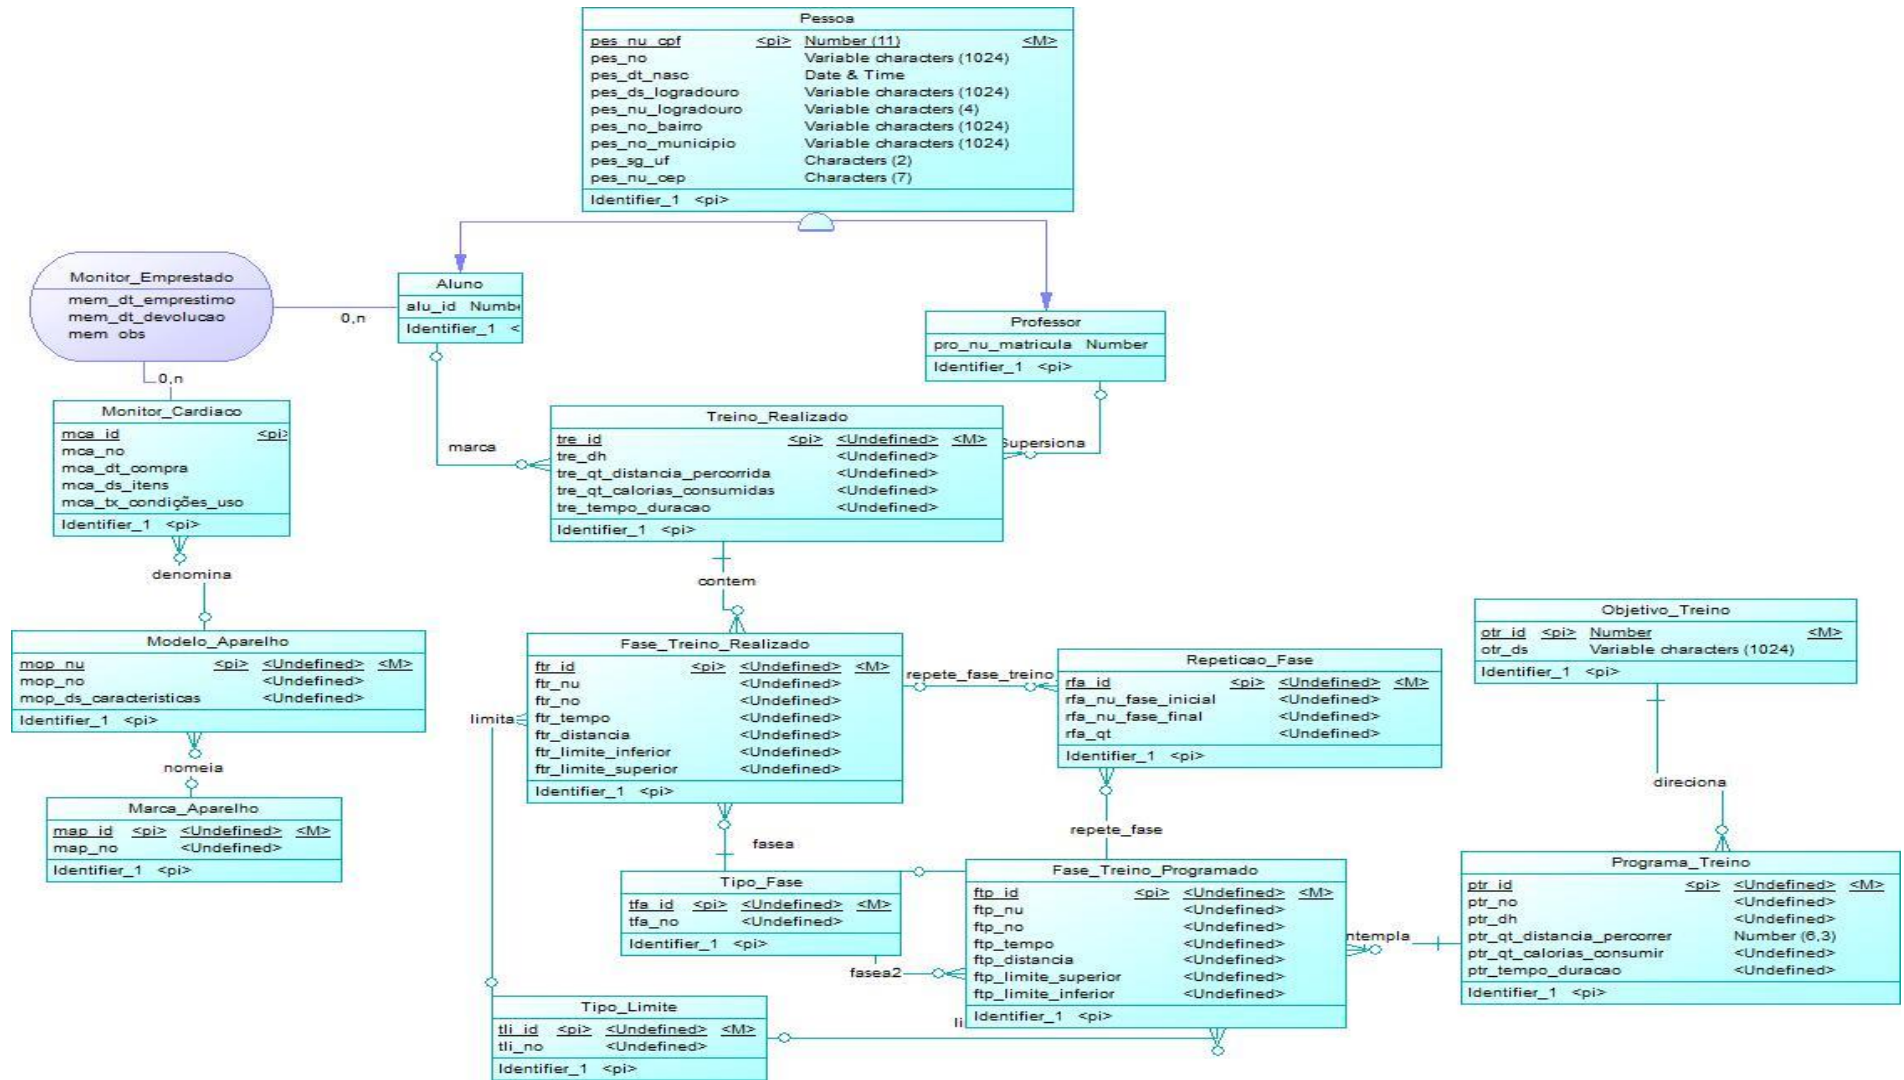 Pessoa
pes_nu_cpf <pi> Number (11) <M>
pes_no Variable characters (1024)
pes_dt_nasc Date & Time
pes_ds_logradouro Variable characters (1024)
pes_nu_logradouro Variable characters (4)
pes_no_bairro Variable characters (1024)
pes_no_municipio Variable characters (1024)
pes_sg_uf Characters (2)
pes_nu_cep Characters (7)
Identifier_1 <pi>
Monitor_Emprestado
mem_dt_emprestimo
mem_dt_devolucao
mem_obs
0,n
0,n
Aluno
alu_id Numbe
Identifier_1 <
Professor
pro_nu_matricula Number
Identifier_1 <pi>
Monitor_Cardiaco
mca_id <pi>
mca_no
mca_dt_compra
mca_ds_itens
mca_tx_condições_uso
Identifier_1 <pi>
marca
Treino_Realizado
tre_id <pi> <Undefined> <M>
tre_dh <Undefined>
tre_qt_distancia_percorrida <Undefined>
tre_qt_calorias_consumidas <Undefined>
tre_tempo_duracao <Undefined>
Identifier_1 <pi>
Supersiona
denomina
contem
Modelo_Aparelho
mop_nu <pi> <Undefined> <M>
mop_no <Undefined>
mop_ds_caracteristicas <Undefined>
Identifier_1 <pi>
nomeia
Marca_Aparelho
map_id <pi> <Undefined> <M>
map_no <Undefined>
Identifier_1 <pi>
Fase_Treino_Realizado
ftr_id <pi> <Undefined> <M>
ftr_nu <Undefined>
ftr_no <Undefined>
ftr_tempo <Undefined>
ftr_distancia <Undefined>
ftr_limite_inferior <Undefined>
ftr_limite_superior <Undefined>
Identifier_1 <pi>
limita
repete_fase_treino
Repeticao_Fase
rfa_id <pi> <Undefined> <M>
rfa_nu_fase_inicial <Undefined>
rfa_nu_fase_final <Undefined>
rfa_qt <Undefined>
Identifier_1 <pi>
Objetivo_Treino
otr_id <pi> Number <M>
otr_ds Variable characters (1024)
Identifier_1 <pi>
direciona
fasea
repete_fase
Tipo_Fase
tfa_id <pi> <Undefined> <M>
tfa_no <Undefined>
Identifier_1 <pi>
fasea2
Fase_Treino_Programado
ftp_id <pi> <Undefined> <M>
ftp_nu <Undefined>
ftp_no <Undefined>
ftp_tempo <Undefined>
ftp_distancia <Undefined>
ftp_limite_superior <Undefined>
ftp_limite_inferior <Undefined>
Identifier_1 <pi>
ntempla
Programa_Treino
ptr_id <pi> <Undefined> <M>
ptr_no <Undefined>
ptr_dh <Undefined>
ptr_qt_distancia_percorrer Number (6,3)
ptr_qt_calorias_consumir <Undefined>
ptr_tempo_duracao <Undefined>
Identifier_1 <pi>
Tipo_Limite
tli_id <pi> <Undefined> <M>
tli_no <Undefined>
Identifier_1 <pi>
li